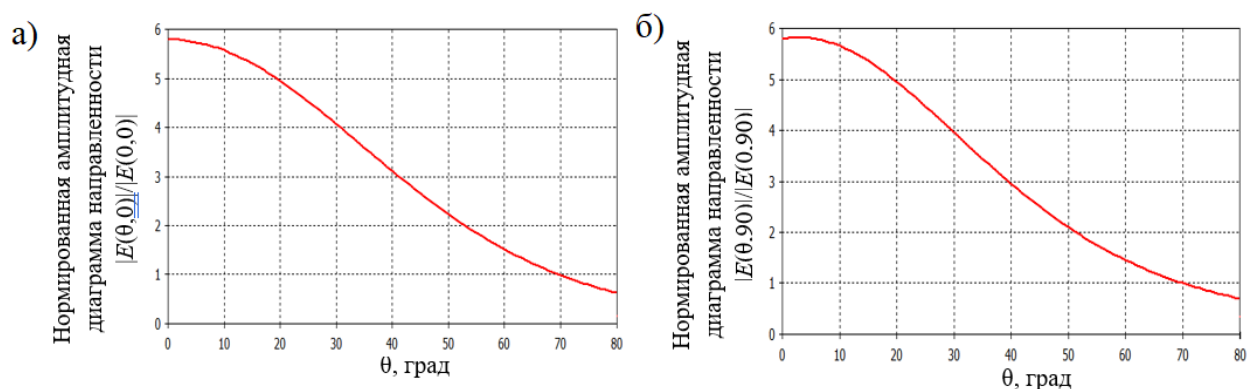 а)
Нормированная амплитудная
диаграмма направленности
|E(θ,0)|/|E(0,0)|
6
5
4
3
2
1
0
0 10 20 30 40 50 60 70 80
θ, град
б)
Нормированная амплитудная
диаграмма направленности
|E(θ.90)|/|E(0.90)|
6
5
4
3
2
1
0
0 10 20 30 40 50 60 70 80
θ, град